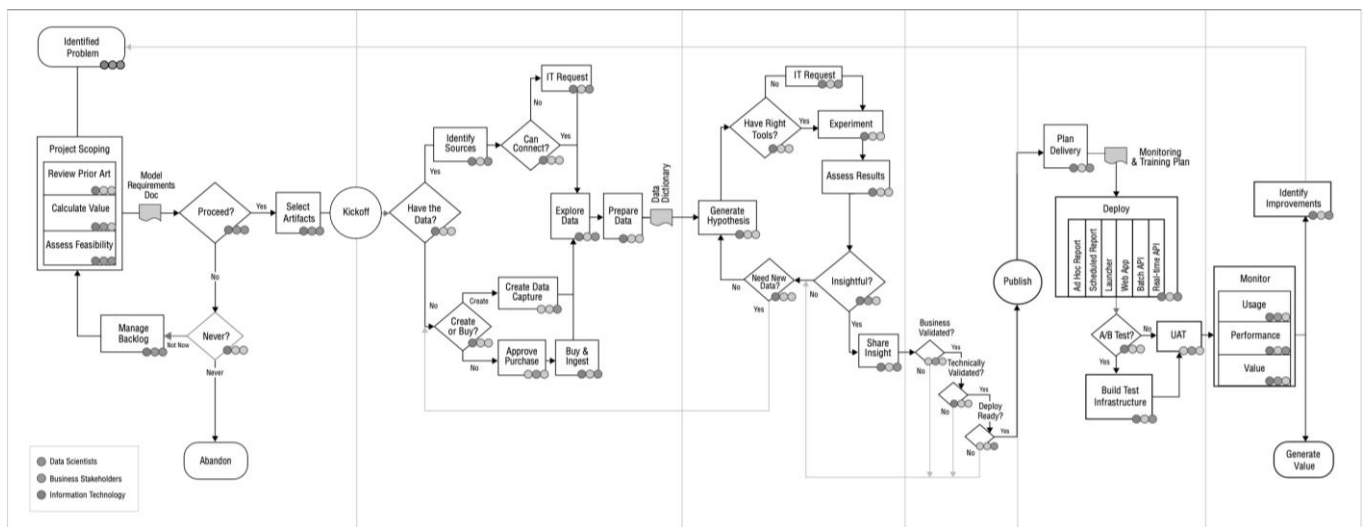 Identified
Problem
Project Scoping
Review Prior Art
Calculate Value
Assess Feasibility
Model
Requirements
Doc
Proceed?
Yes
No
Select
Artifacts
Never?
Not Now
Never
Manage
Backlog
Abandon
Data Scientists
Business Stakeholders
Information Technology
Kickoff
Have the
Data?
Yes
No
Identify
Sources
Can
Connect?
No
Yes
IT Request
Create
or Buy?
Create
No
Create Data
Capture
Approve
Purchase
Buy &
Ingest
Explore
Data
Prepare
Data
Data
Dictionary
Generate
Hypothesis
Have Right
Tools?
No
Yes
IT Request
Experiment
Assess Results
Insightful?
No
Yes
Need New
Data?
No
Yes
Share
Insight
Business
Validated?
Yes
No
Technically
Validated?
Yes
No
Deploy
Ready?
Yes
No
Publish
Plan
Delivery
Monitoring
& Training Plan
Deploy
Ad Hoc Report
Scheduled Report
Launcher
Web App
Batch API
Real-time API
A/B Test?
No
Yes
UAT
Build Test
Infrastructure
Monitor
Usage
Performance
Value
Identify
Improvements
Generate
Value